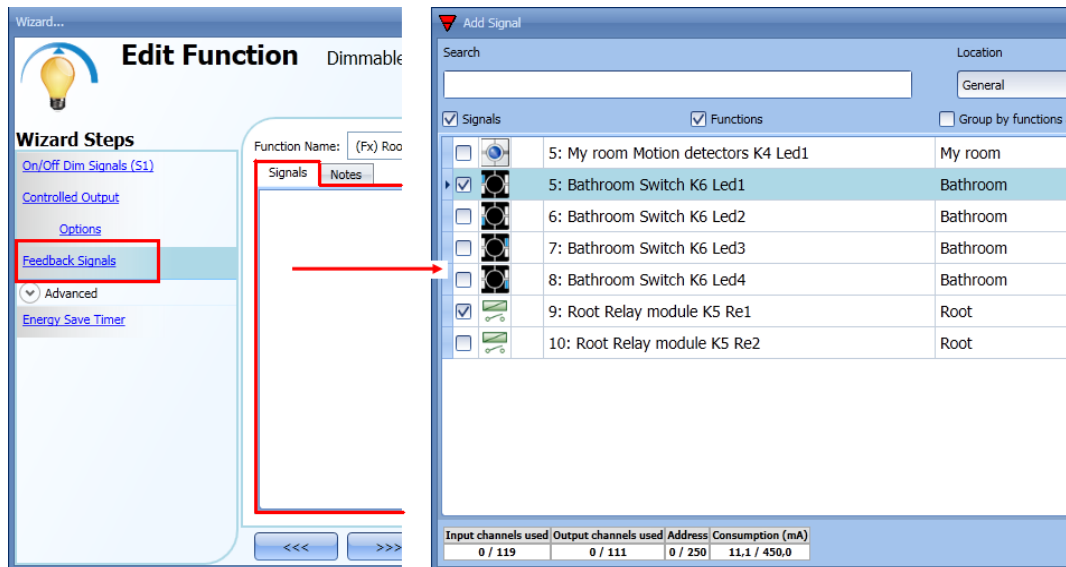 Wizard...
Edit Function Dimmable
Wizard Steps
On/Off Dim Signals (S1)
Controlled Output
Options
Feedback Signals
Advanced
Energy Save Timer
Function Name: (Fx) Roo
Signals Notes
<<< >>>
Add Signal
Search Location
General
Signals Functions Group by functions
5: My room Motion detectors K4 Led1 My room
5: Bathroom Switch K6 Led1 Bathroom
6: Bathroom Switch K6 Led2 Bathroom
7: Bathroom Switch K6 Led3 Bathroom
8: Bathroom Switch K6 Led4 Bathroom
9: Root Relay module K5 Re1 Root
10: Root Relay module K5 Re2 Root
Input channels used Output channels used Address Consumption (mA)
0 / 119 0 / 111 0 / 250 11,1 / 450,0